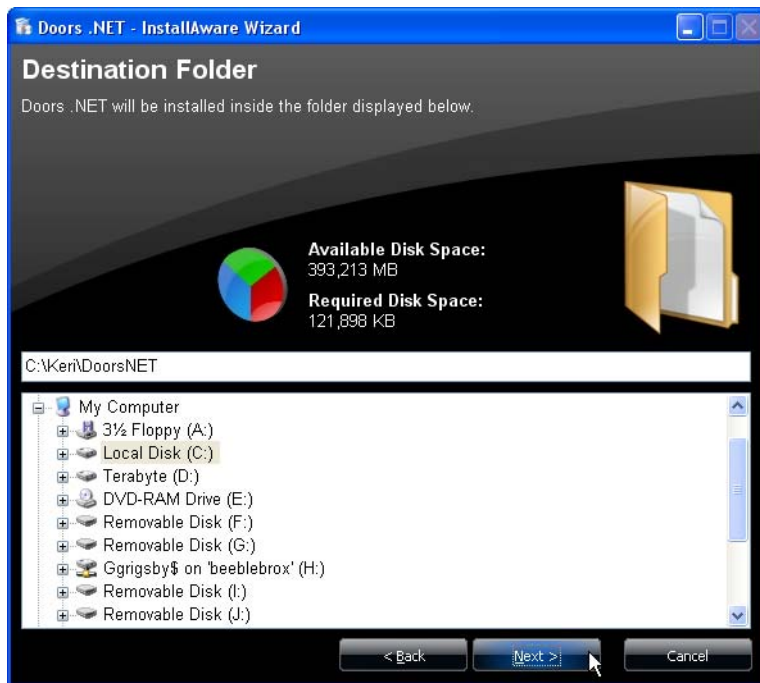 Doors .NET - InstallAware Wizard
Destination Folder
Doors .NET will be installed inside the folder displayed below.
Available Disk Space:
393,213 MB
Required Disk Space:
121,898 KB
C:\Keri\DoorsNET
My Computer
3½ Floppy (A:)
Local Disk (C:)
Terabyte (D:)
DVD-RAM Drive (E:)
Removable Disk (F:)
Removable Disk (G:)
Ggrigsby$ on 'beeblebrox' (H:)
Removable Disk (I:)
Removable Disk (J:)
< Back
Next >
Cancel